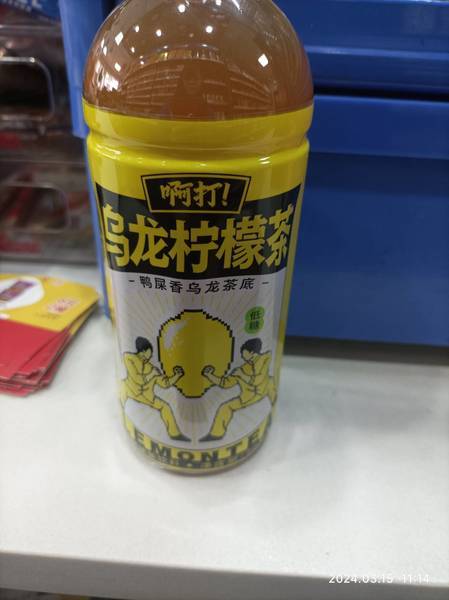 啊打!
乌龙柠檬茶
- 鸭屎香乌龙茶底 -
低糖
EMONTE
2024.03.15 11:14